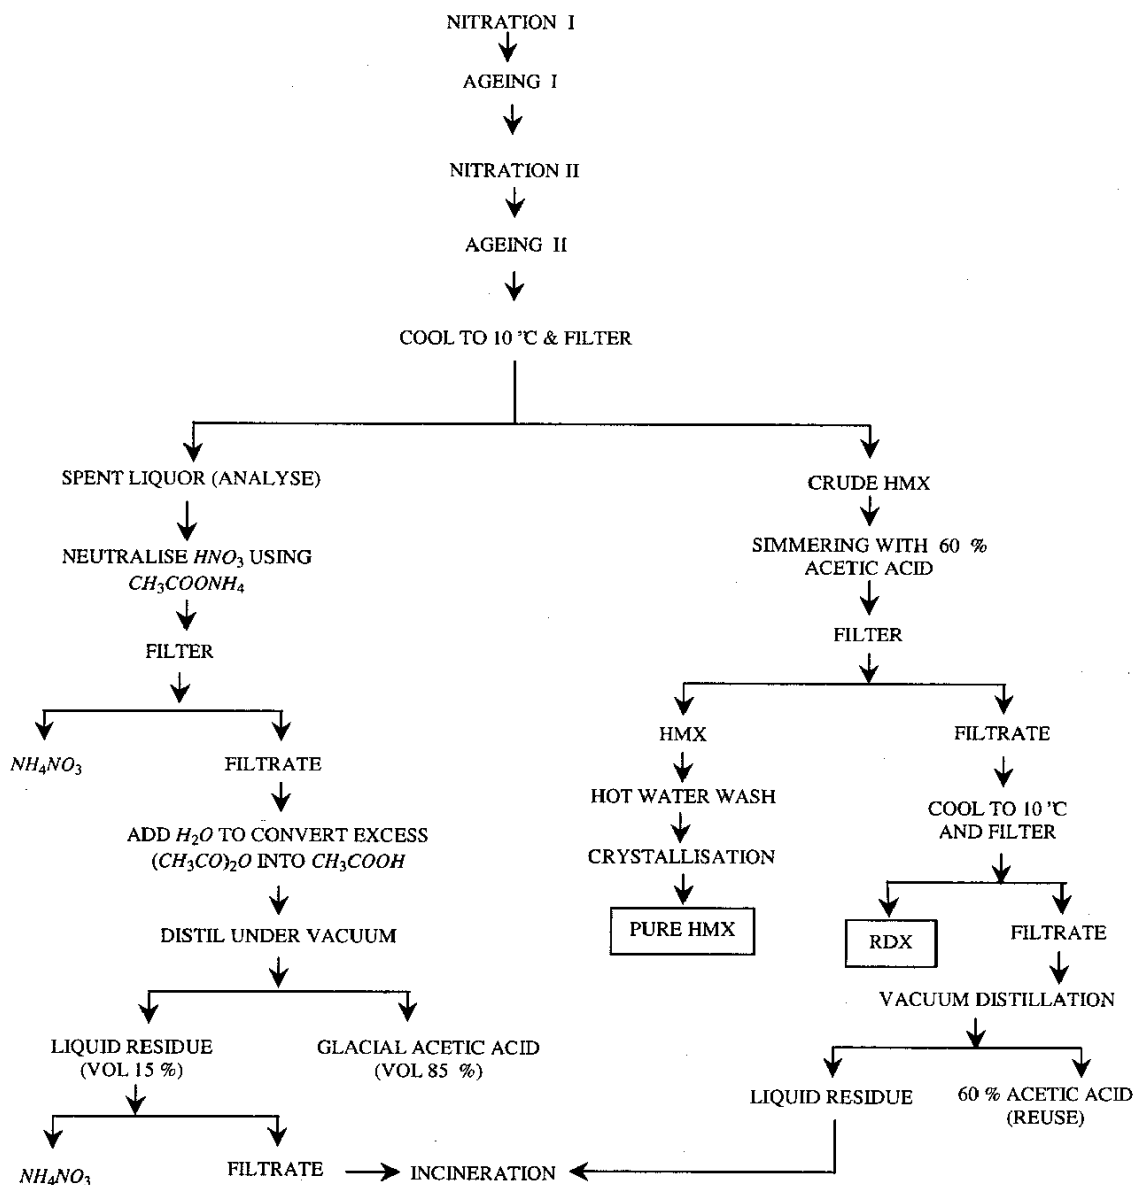 NITRATION I
AGEING I
NITRATION II
AGEING II
COOL TO 10 °C & FILTER
SPENT LIQUOR (ANALYSE)
NEUTRALISE HNO3 USING
CH3COONH4
FILTER
NH4NO3
FILTRATE
ADD H2O TO CONVERT EXCESS
(CH3CO)2O INTO CH3COOH
DISTIL UNDER VACUUM
LIQUID RESIDUE
(VOL 15 %)
GLACIAL ACETIC ACID
(VOL 85 %)
NH4NO3
FILTRATE
INCINERATION
CRUDE HMX
SIMMERING WITH 60 %
ACETIC ACID
FILTER
HMX
HOT WATER WASH
CRYSTALLISATION
PURE HMX
FILTRATE
COOL TO 10 °C
AND FILTER
RDX
FILTRATE
VACUUM DISTILLATION
LIQUID RESIDUE
60 % ACETIC ACID
(REUSE)